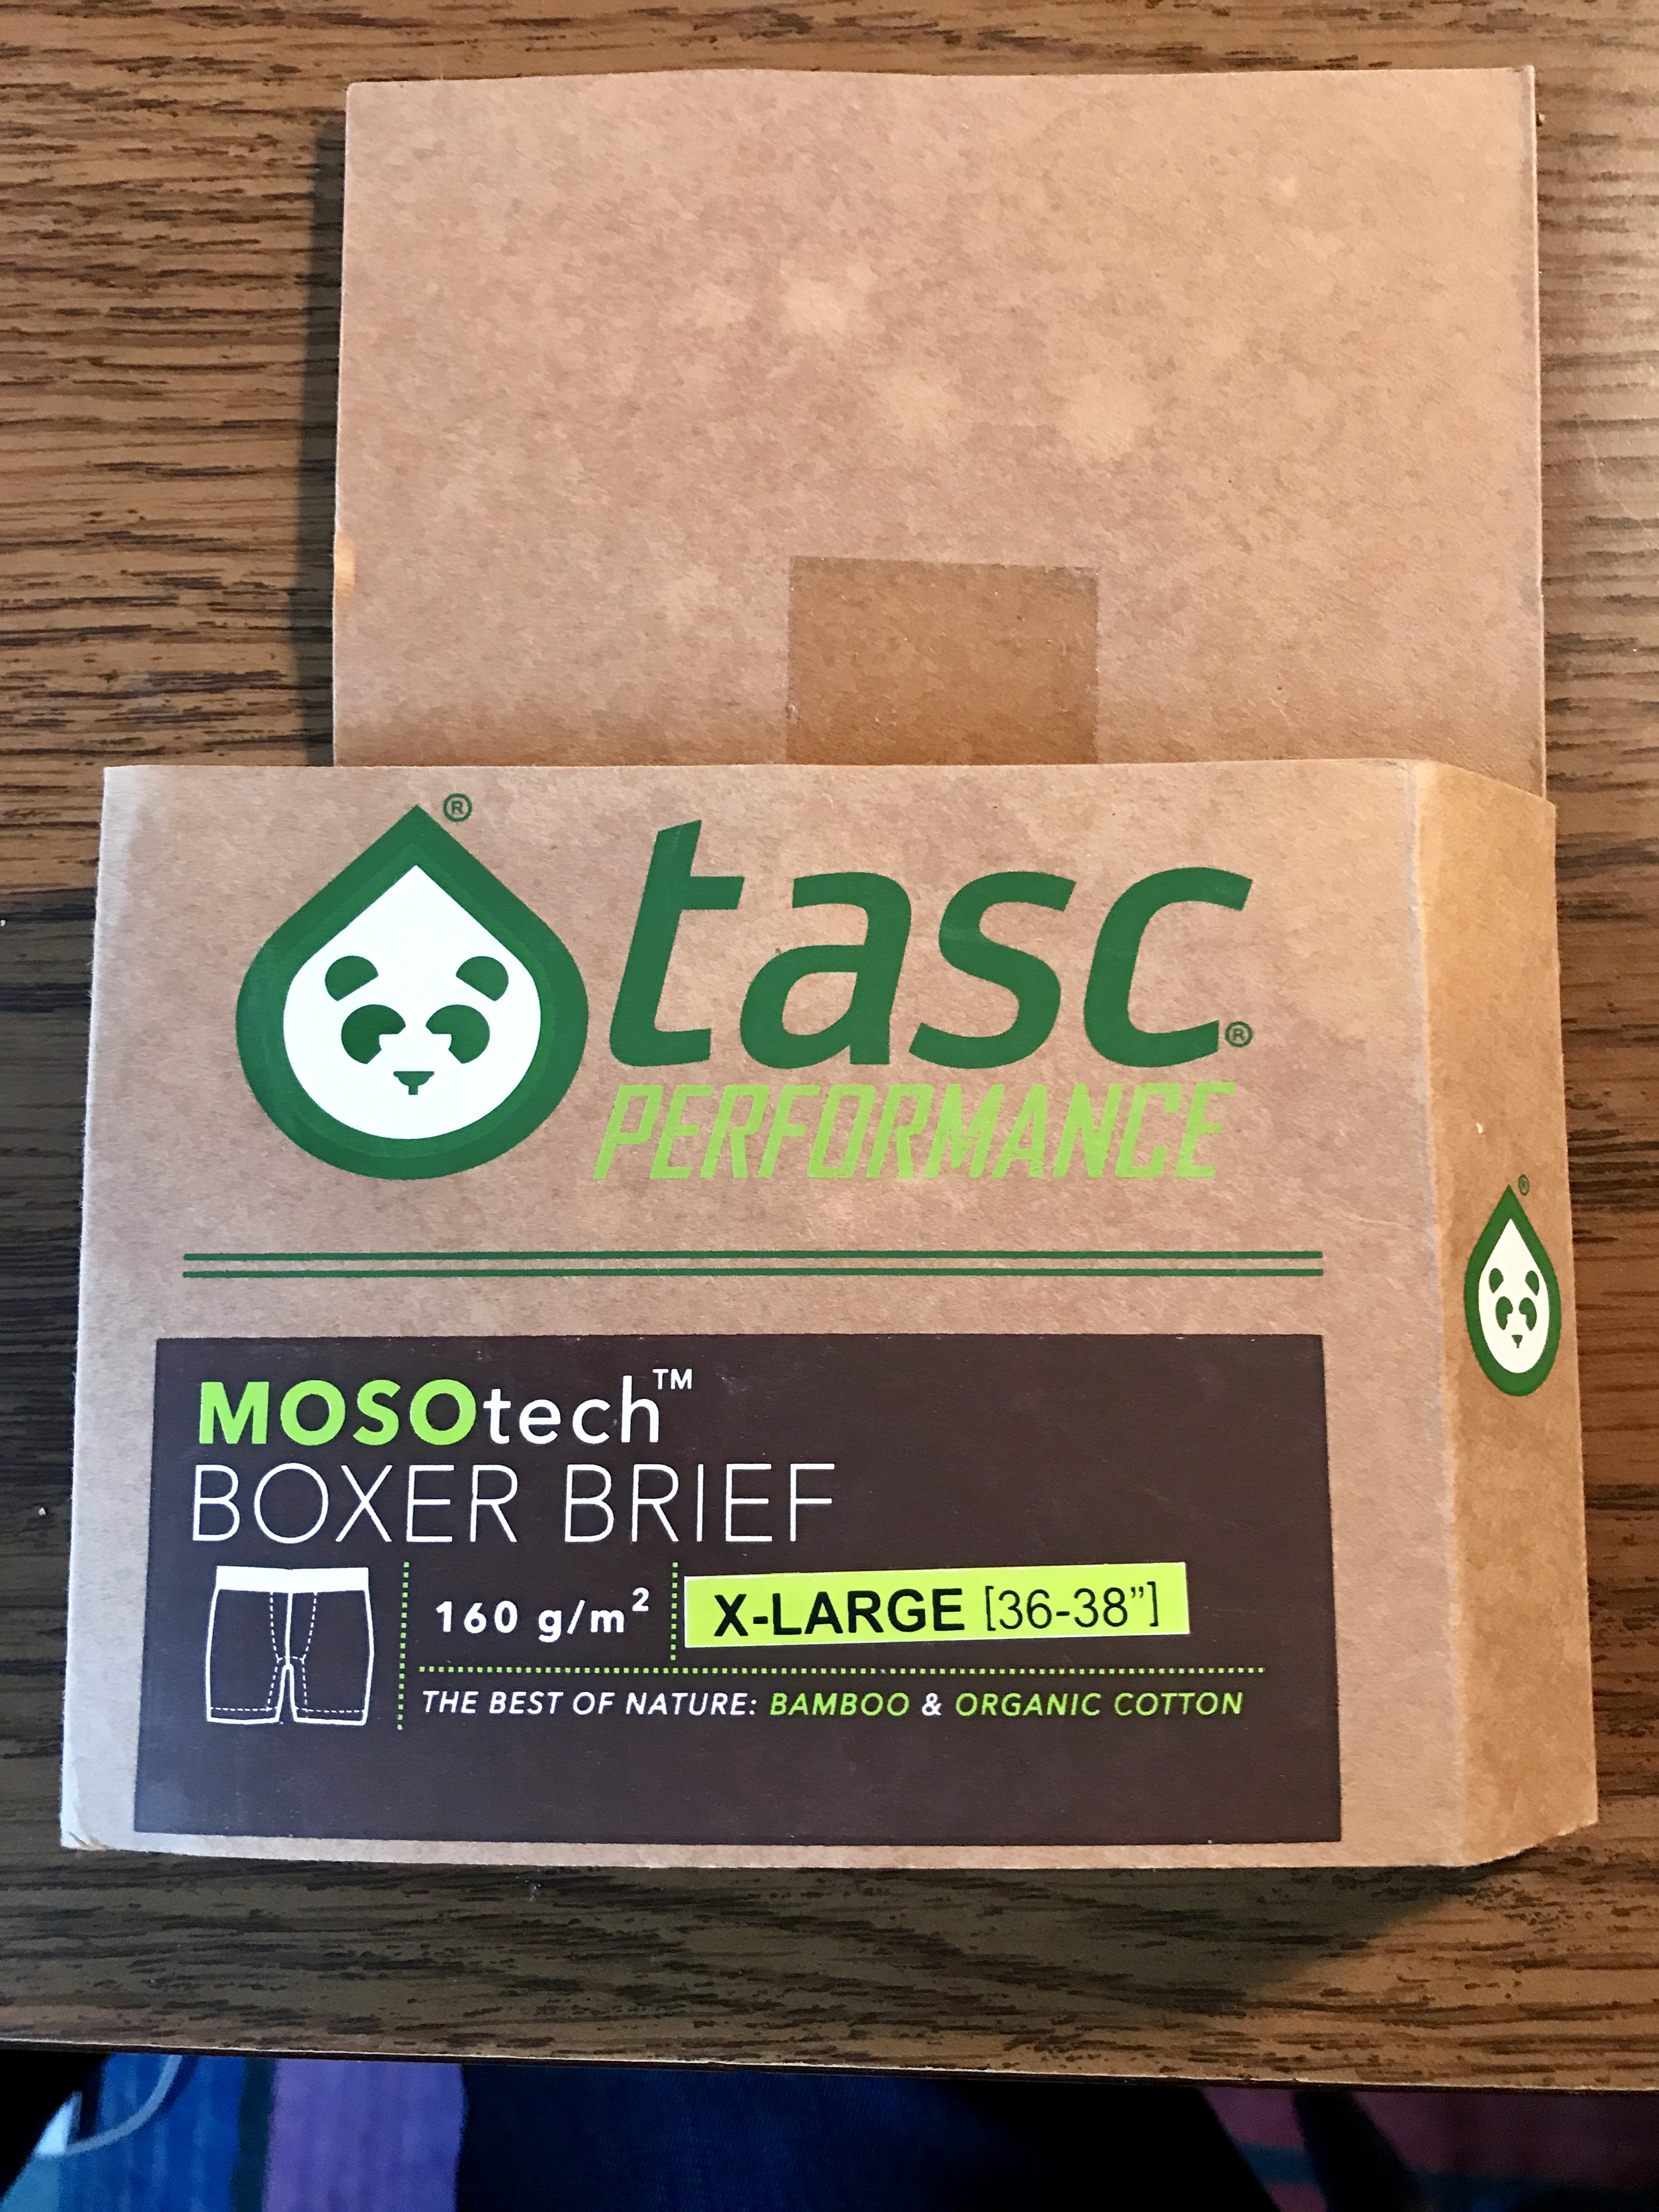 ®
tasc®
PERFORMANCE
MOSOtech™
BOXER BRIEF
160 g/m² X-LARGE [36-38”]
THE BEST OF NATURE: BAMBOO & ORGANIC COTTON
®